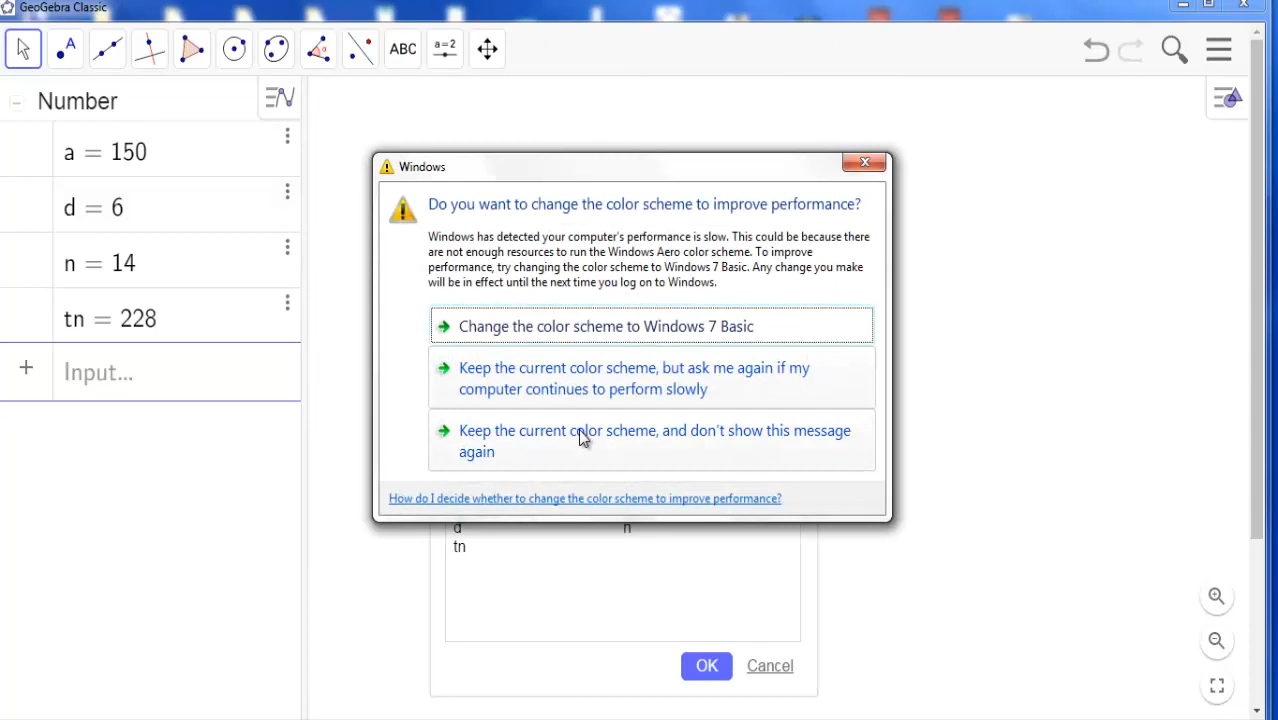 GeoGebra Classic
ABC
a=2
Number
a = 150
d = 6
n = 14
tn = 228
Input...
Windows
Do you want to change the color scheme to improve performance?
Windows has detected your computer's performance is slow. This could be because there
are not enough resources to run the Windows Aero color scheme. To improve
performance, try changing the color scheme to Windows 7 Basic. Any change you make
will be in effect until the next time you log on to Windows.
Change the color scheme to Windows 7 Basic
Keep the current color scheme, but ask me again if my
computer continues to perform slowly
Keep the current color scheme, and don't show this message
again
How do I decide whether to change the color scheme to improve performance?
d n
tn
OK Cancel